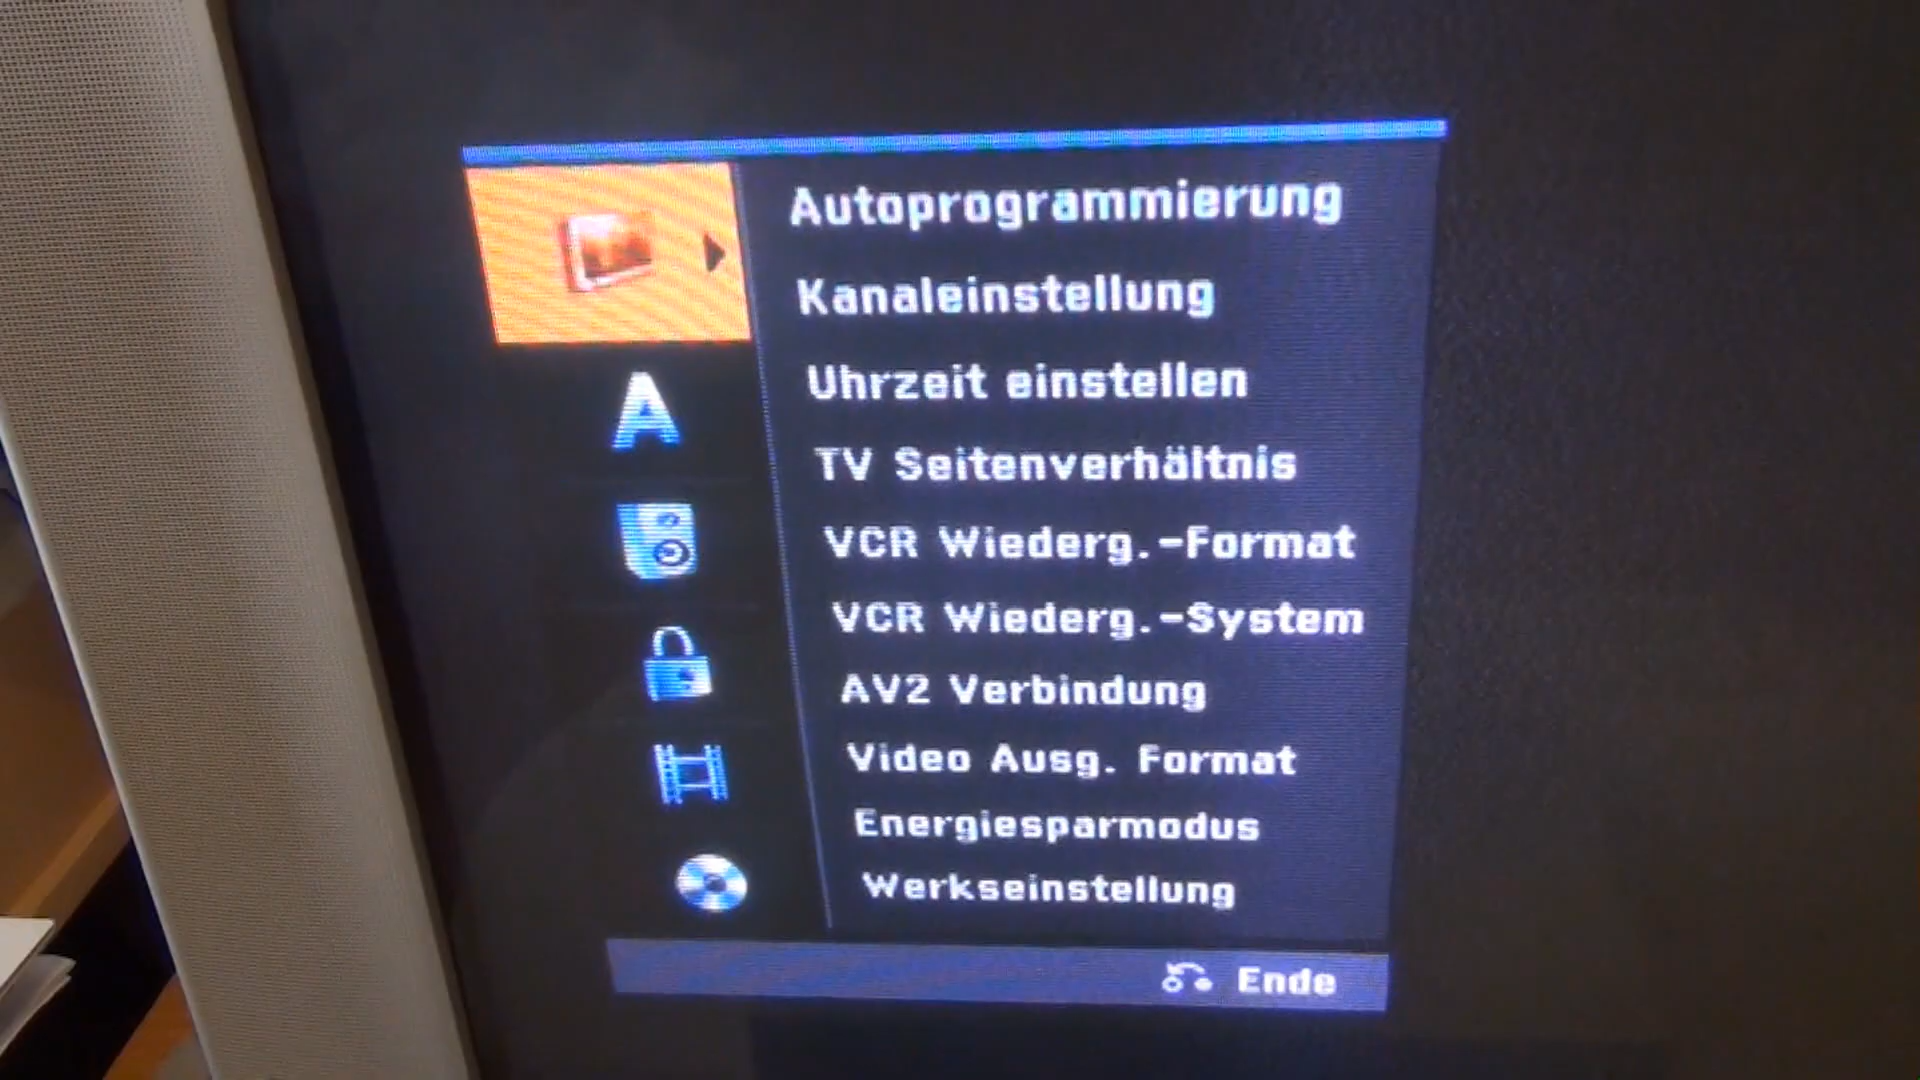 Autoprogrammierung
Kanaleinstellung
Uhrzeit einstellen
TV Seitenverhältnis
VCR Wiederg.-Format
VCR Wiederg.-System
AV2 Verbindung
Video Ausg. Format
Energiesparmodus
Werkseinstellung
Ende